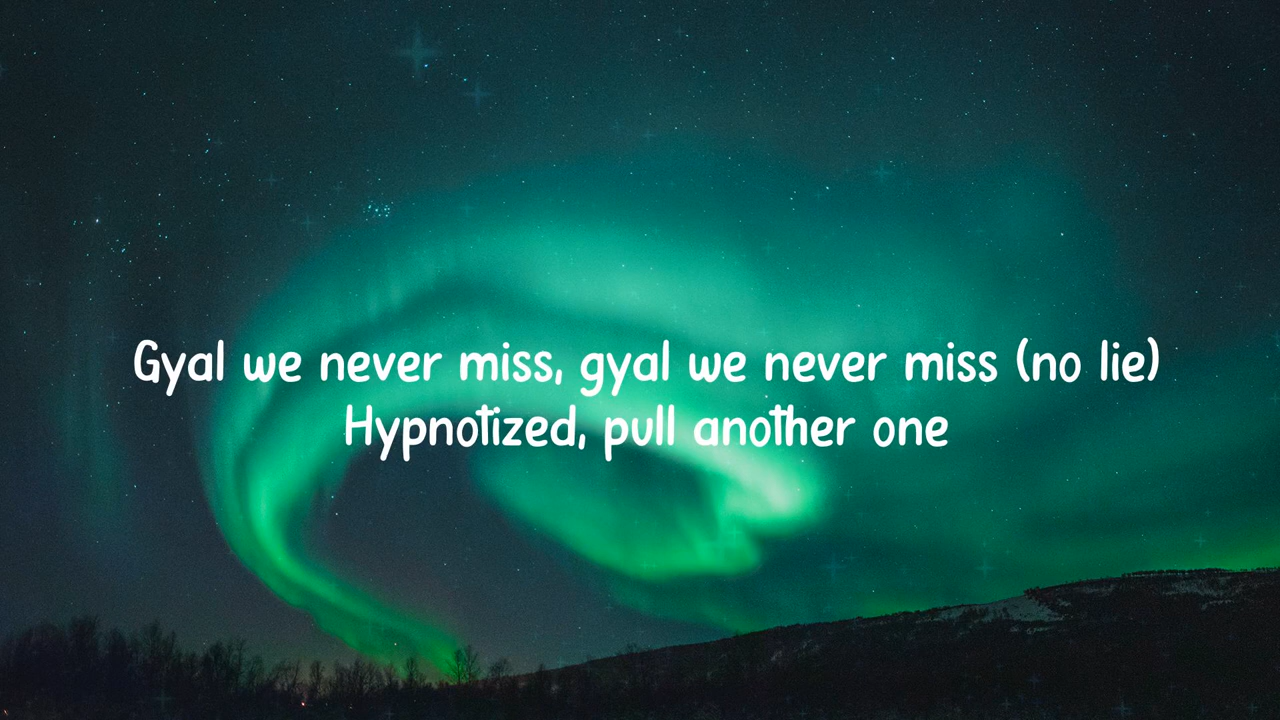 Gyal we never miss, gyal we never miss (no lie)
Hypnotized, pull another one